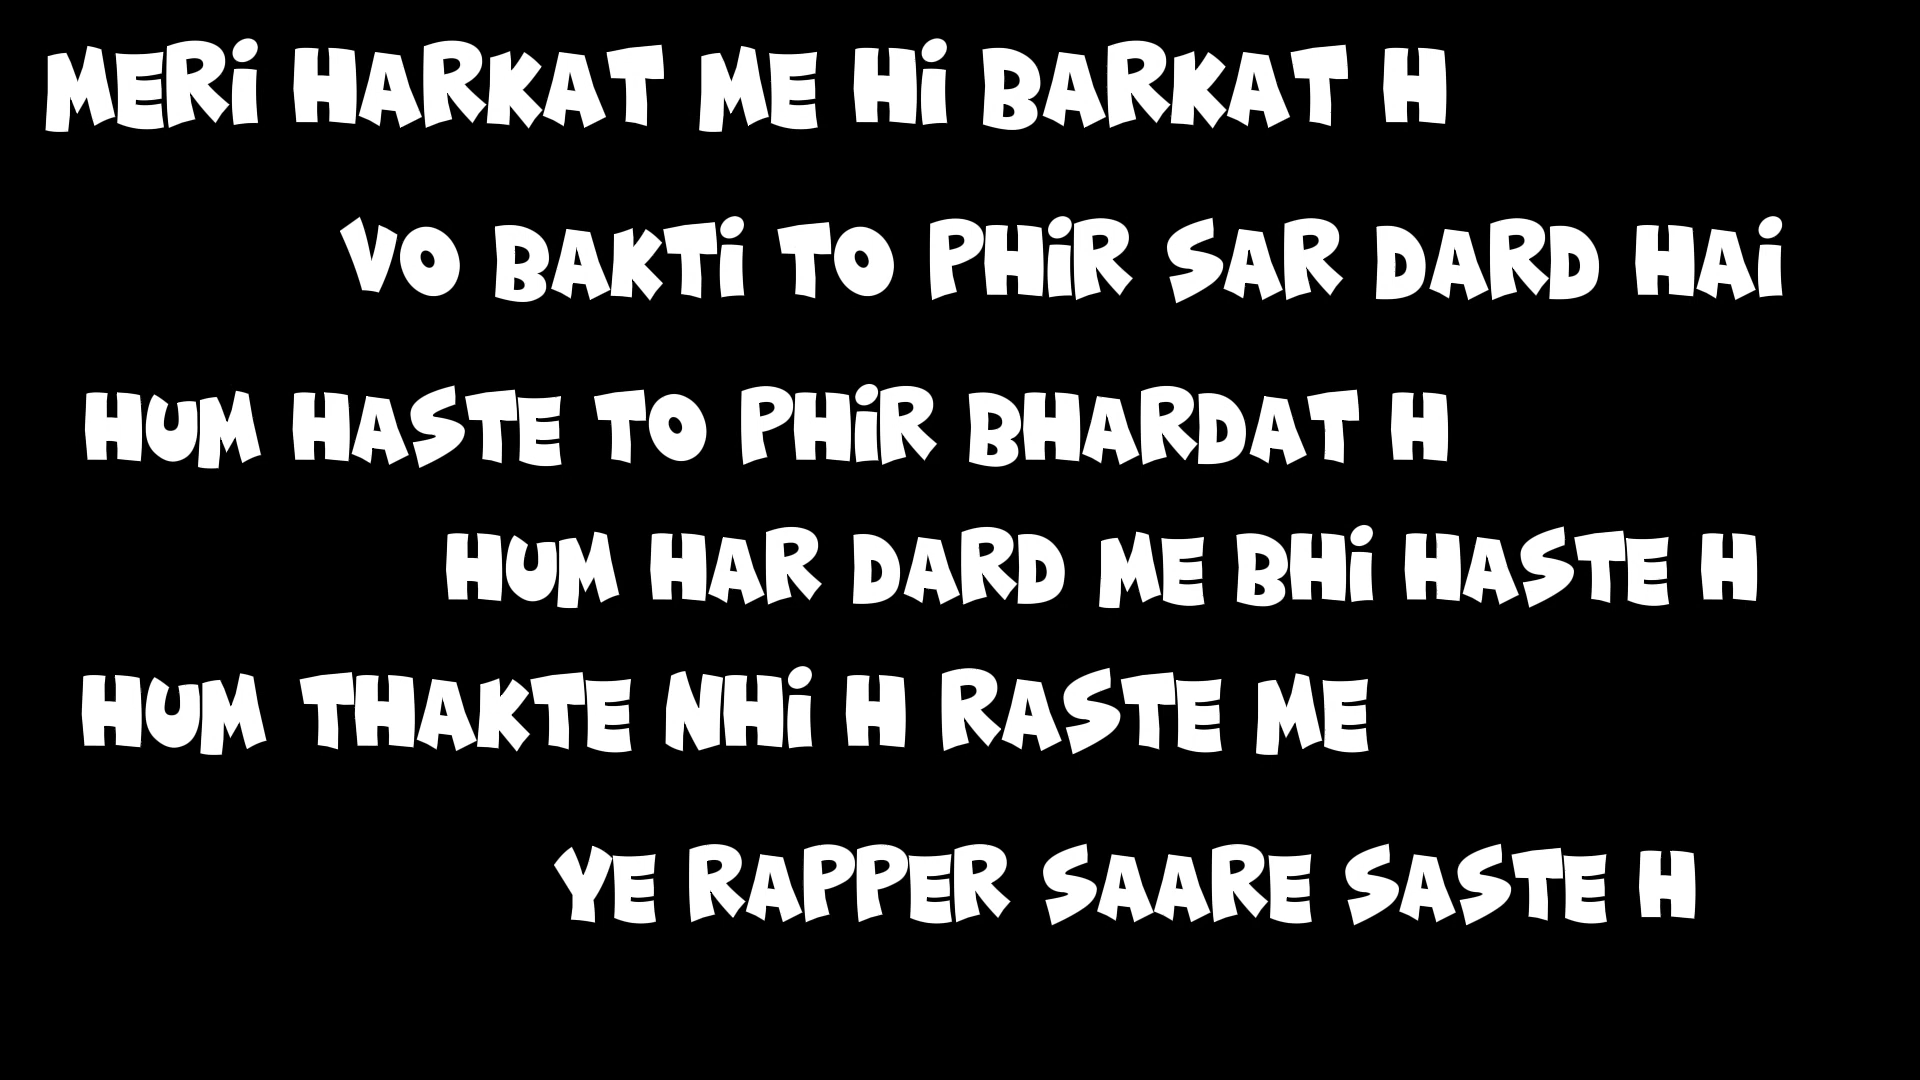 MERi HARKAT ME Hi BARKAT H
VO BAKTi TO PHiR SAR DARD HAi
HUM HASTE TO PHiR BHARDAT H
HUM HAR DARD ME BHi HASTE H
HUM THAKTE NHi H RASTE ME
YE RAPPER SAARE SASTE H